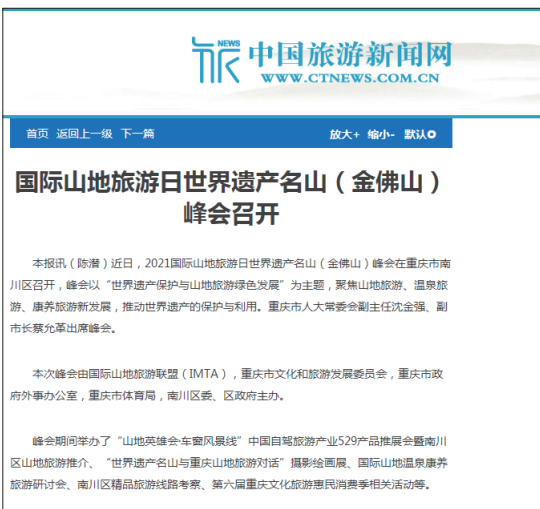 NEWS
中国旅游新闻网
WWW.CTNEWS.COM.CN
首页 返回上一级 下一篇 放大+ 缩小- 默认○
国际山地旅游日世界遗产名山（金佛山）
峰会召开
本报讯（陈潜）近日，2021国际山地旅游日世界遗产名山（金佛山）峰会在重庆市南
川区召开，峰会以“世界遗产保护与山地旅游绿色发展”为主题，聚焦山地旅游、温泉旅
游、康养旅游新发展，推动世界遗产的保护与利用。重庆市人大常委会副主任沈金强、副
市长蔡允革出席峰会。
本次峰会由国际山地旅游联盟（IMTA），重庆市文化和旅游发展委员会，重庆市政
府外事办公室，重庆市体育局，南川区委、区政府主办。
峰会期间举办了“山地英雄会·车窗风景线”中国自驾旅游产业529产品推展会暨南川
区山地旅游推介、“世界遗产名山与重庆山地旅游对话”摄影绘画展、国际山地温泉康养
旅游研讨会、南川区精品旅游线路考察、第六届重庆文化旅游惠民消费季相关活动等。